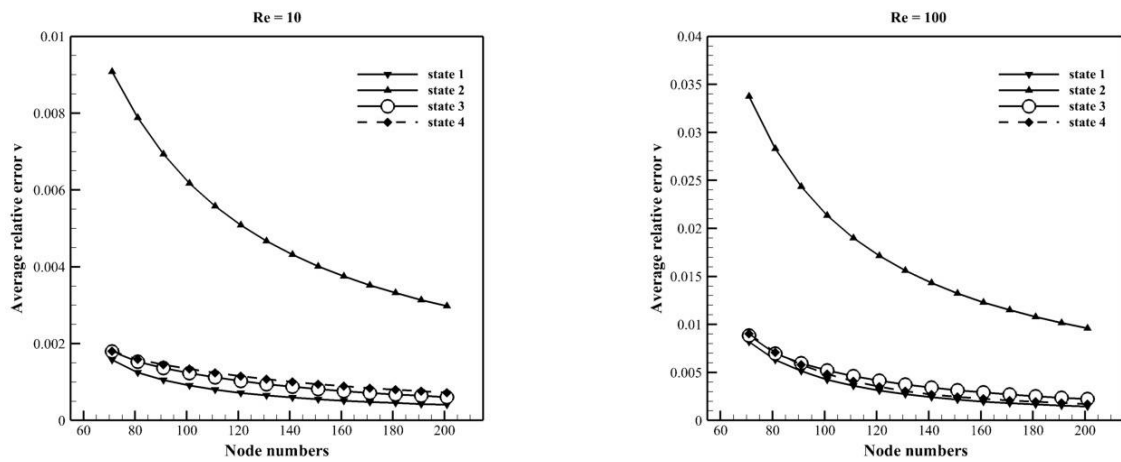 Re = 10
0.01
0.008
0.006
0.004
0.002
0
Average relative error v
60 80 100 120 140 160 180 200
Node numbers
state 1
state 2
state 3
state 4
Re = 100
0.04
0.035
0.03
0.025
0.02
0.015
0.01
0.005
0
Average relative error v
60 80 100 120 140 160 180 200
Node numbers
state 1
state 2
state 3
state 4